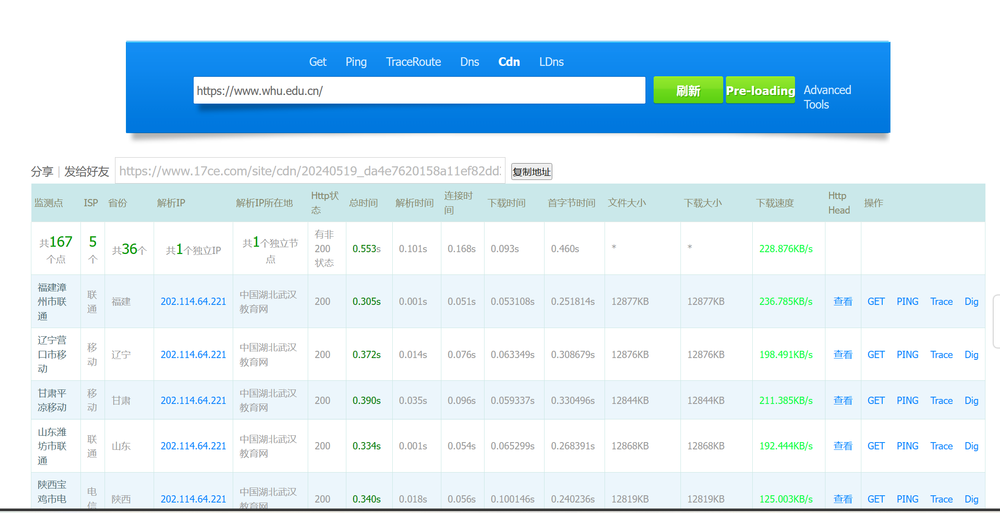 Get Ping TraceRoute Dns Cdn LDns
https://www.whu.edu.cn/ 刷新 Pre-loading Advanced Tools
分享 | 发给好友 https://www.17ce.com/site/cdn/20240519_da4e7620158a11ef82dd 复制地址
监测点 ISP 省份 解析IP 解析IP所在地 Http状态 总时间 解析时间 连接时间 下载时间 首字节时间 文件大小 下载大小 下载速度 Http Head 操作
共167个点 5个 共36个 共1个独立IP 共1个独立节点 有非200状态 0.553s 0.101s 0.168s 0.093s 0.460s * * 228.876KB/s
福建漳州市联通 联通 福建 202.114.64.221 中国湖北武汉教育网 200 0.305s 0.001s 0.051s 0.053108s 0.251814s 12877KB 12877KB 236.785KB/s 查看 GET PING Trace Dig
辽宁营口市移动 移动 辽宁 202.114.64.221 中国湖北武汉教育网 200 0.372s 0.014s 0.076s 0.063349s 0.308679s 12876KB 12876KB 198.491KB/s 查看 GET PING Trace Dig
甘肃平凉移动 移动 甘肃 202.114.64.221 中国湖北武汉教育网 200 0.390s 0.035s 0.096s 0.059337s 0.330496s 12844KB 12844KB 211.385KB/s 查看 GET PING Trace Dig
山东潍坊市联通 联通 山东 202.114.64.221 中国湖北武汉教育网 200 0.334s 0.001s 0.054s 0.065299s 0.268391s 12868KB 12868KB 192.444KB/s 查看 GET PING Trace Dig
陕西宝鸡市电 电信 陕西 202.114.64.221 中国湖北武汉教育网 200 0.340s 0.018s 0.056s 0.100146s 0.240236s 12819KB 12819KB 125.003KB/s 查看 GET PING Trace Dig